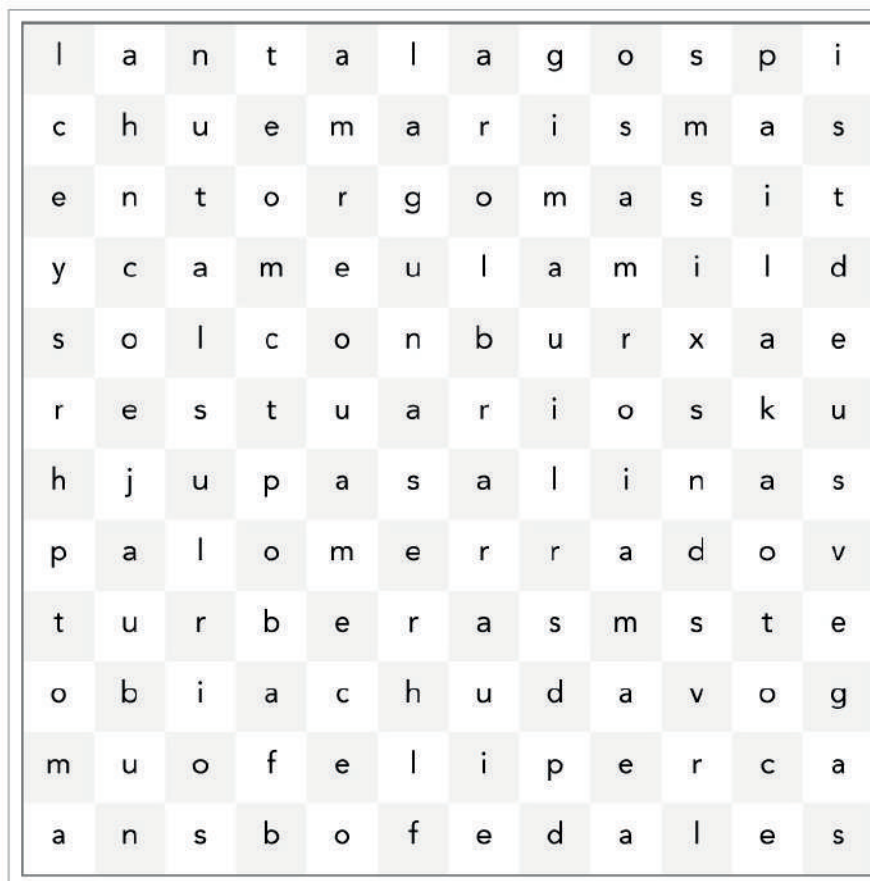 l a n t a l a g o s p i
c h u e m a r i s m a s
e n t o r g o m a s i t
y c a m e u l a m i l d
s o l c o n b u r x a e
r e s t u a r i o s k u
h j u p a s a l i n a s
p a l o m e r r a d o v
t u r b e r a s m s t e
o b i a c h u d a v o g
m u o f e l i p e r c a
a n s b o f e d a l e s